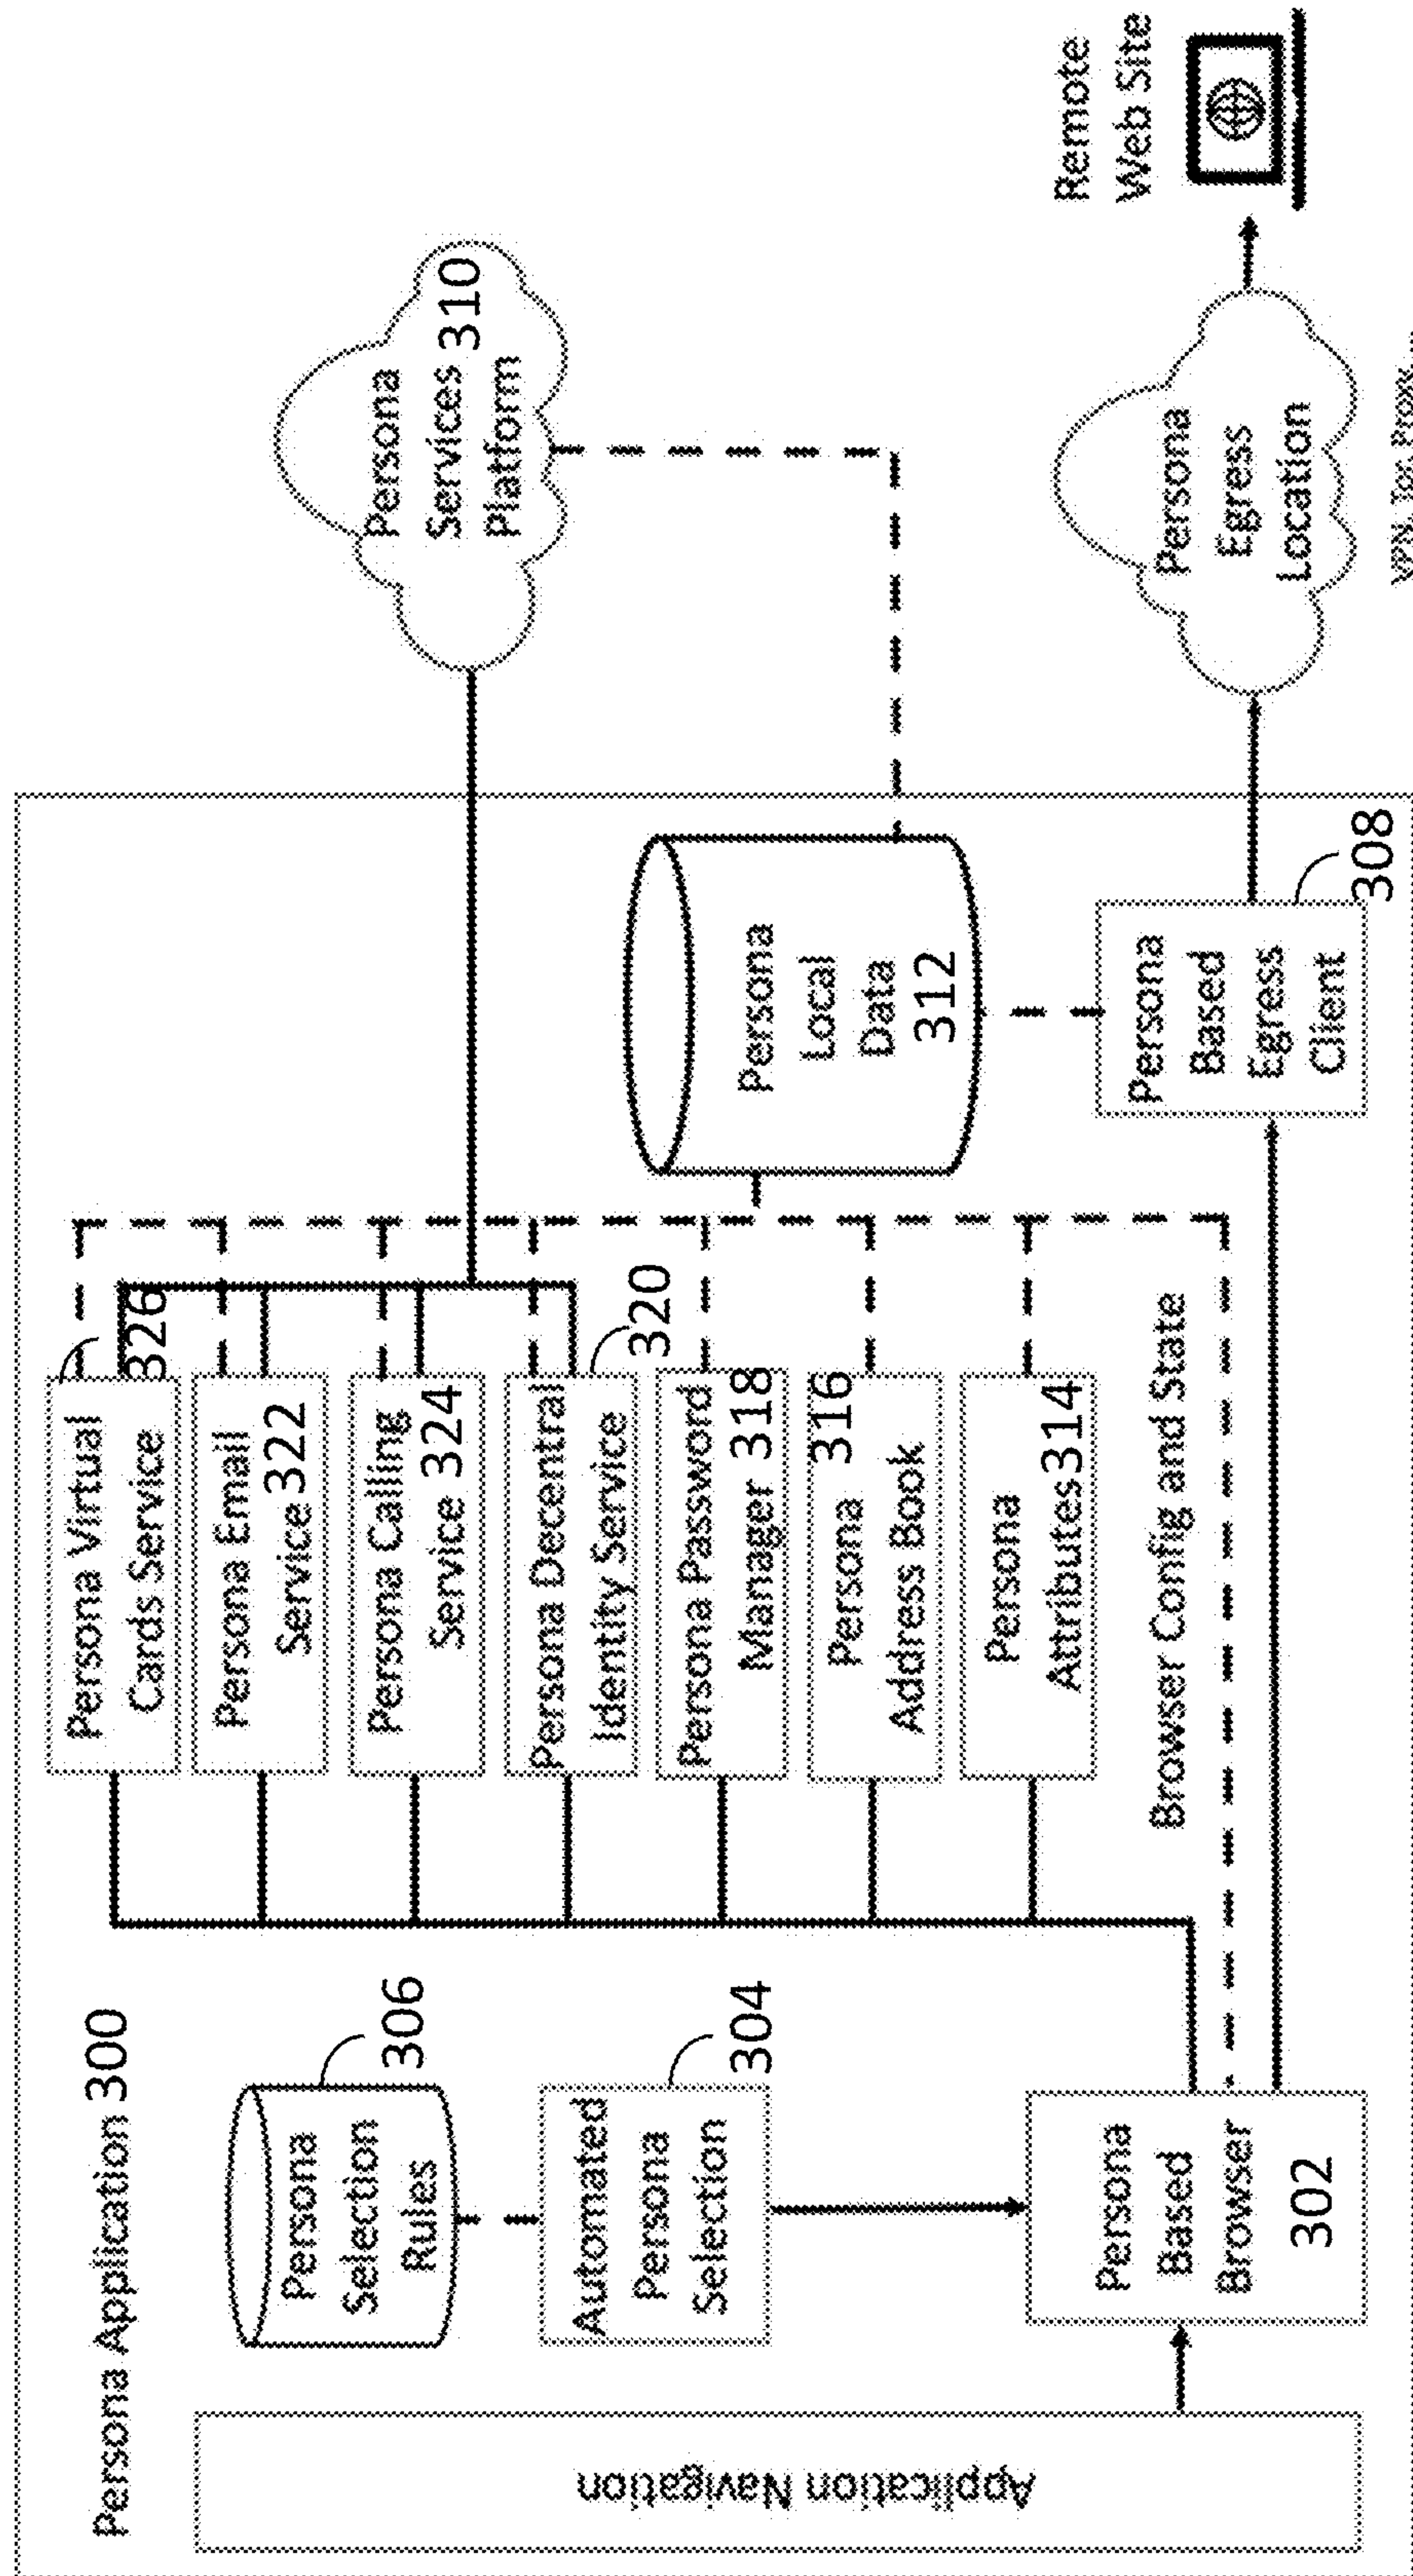 Persona Application 300
Application Navigation
Persona
Selection
Rules
306
Automated
Persona
Selection
304
Persona
Based
Browser
302
Persona Virtual
Cards Service
326
Persona Email
Service 322
Persona Calling
Service 324
Persona Decentral
Identity Service
320
Persona Password
Manager 318
Persona 316
Address Book
Persona
Attributes 314
Browser Config and State
Persona
Local
Data
312
Persona
Based
Egress
Client
308
Persona
Services 310
Platform
Persona
Egress
Location
VPN, Tor, Proxy, ...
Remote
Web Site